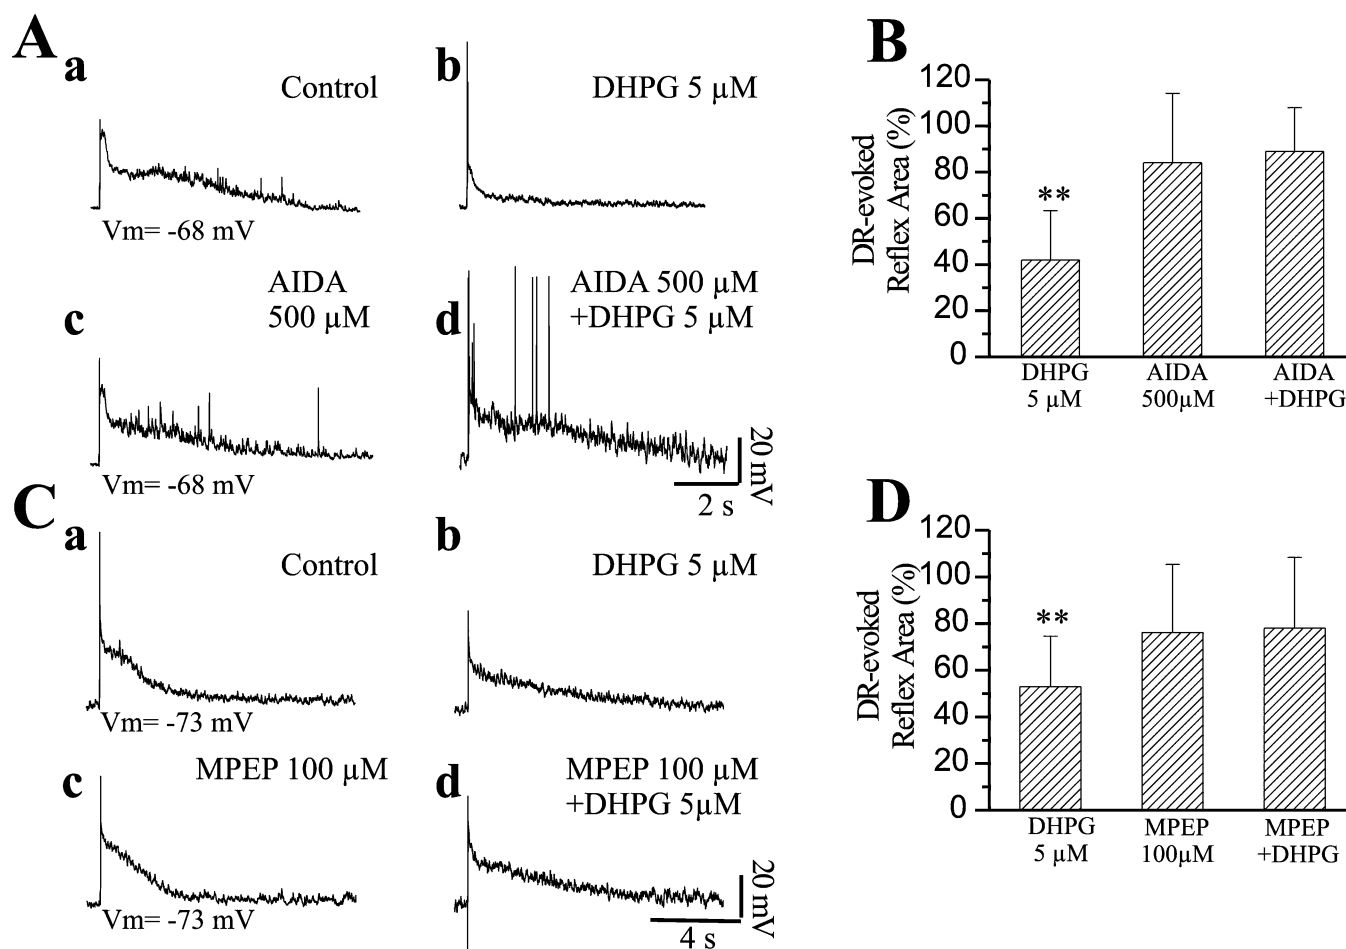 A
a
Control
Vm= -68 mV
b
DHPG 5 µM
c
AIDA
500 µM
Vm= -68 mV
d
AIDA 500 µM
+DHPG 5 µM
20 mV
2 s
B
DR-evoked
Reflex Area (%)
120
100
80
60
40
20
0
**
DHPG
5 µM
AIDA
500µM
AIDA
+DHPG
C
a
Control
Vm= -73 mV
b
DHPG 5 µM
c
MPEP 100 µM
Vm= -73 mV
d
MPEP 100 µM
+DHPG 5µM
20 mV
4 s
D
DR-evoked
Reflex Area (%)
120
100
80
60
40
20
0
**
DHPG
5 µM
MPEP
100µM
MPEP
+DHPG